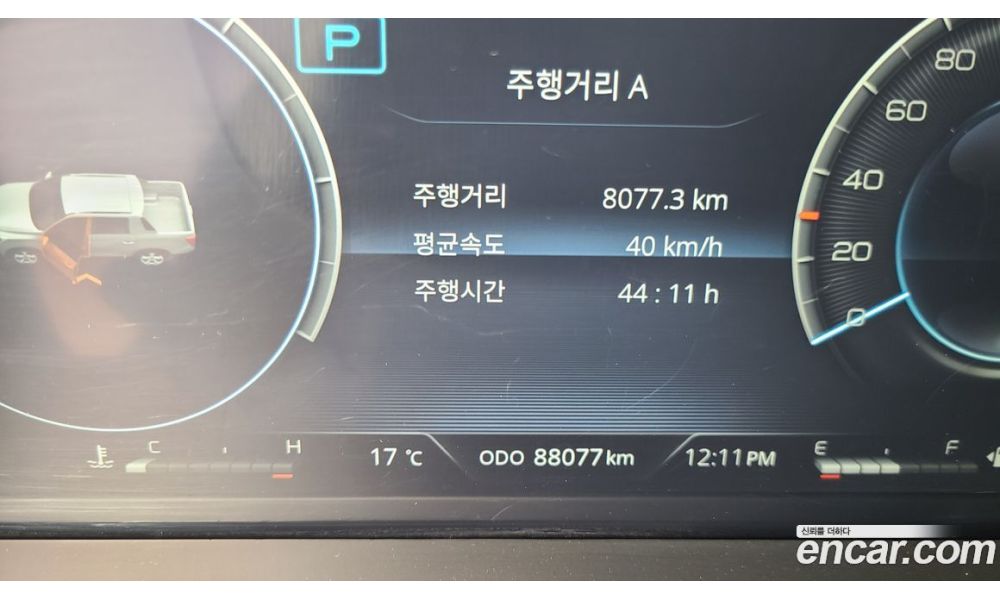 P
주행거리 A
주행거리 8077.3 km
평균속도 40 km/h
주행시간 44 : 11 h
80
60
40
20
0
C H
17 ℃
ODO 88077 km
12:11 PM
E F
신뢰를 더하다
encar.com